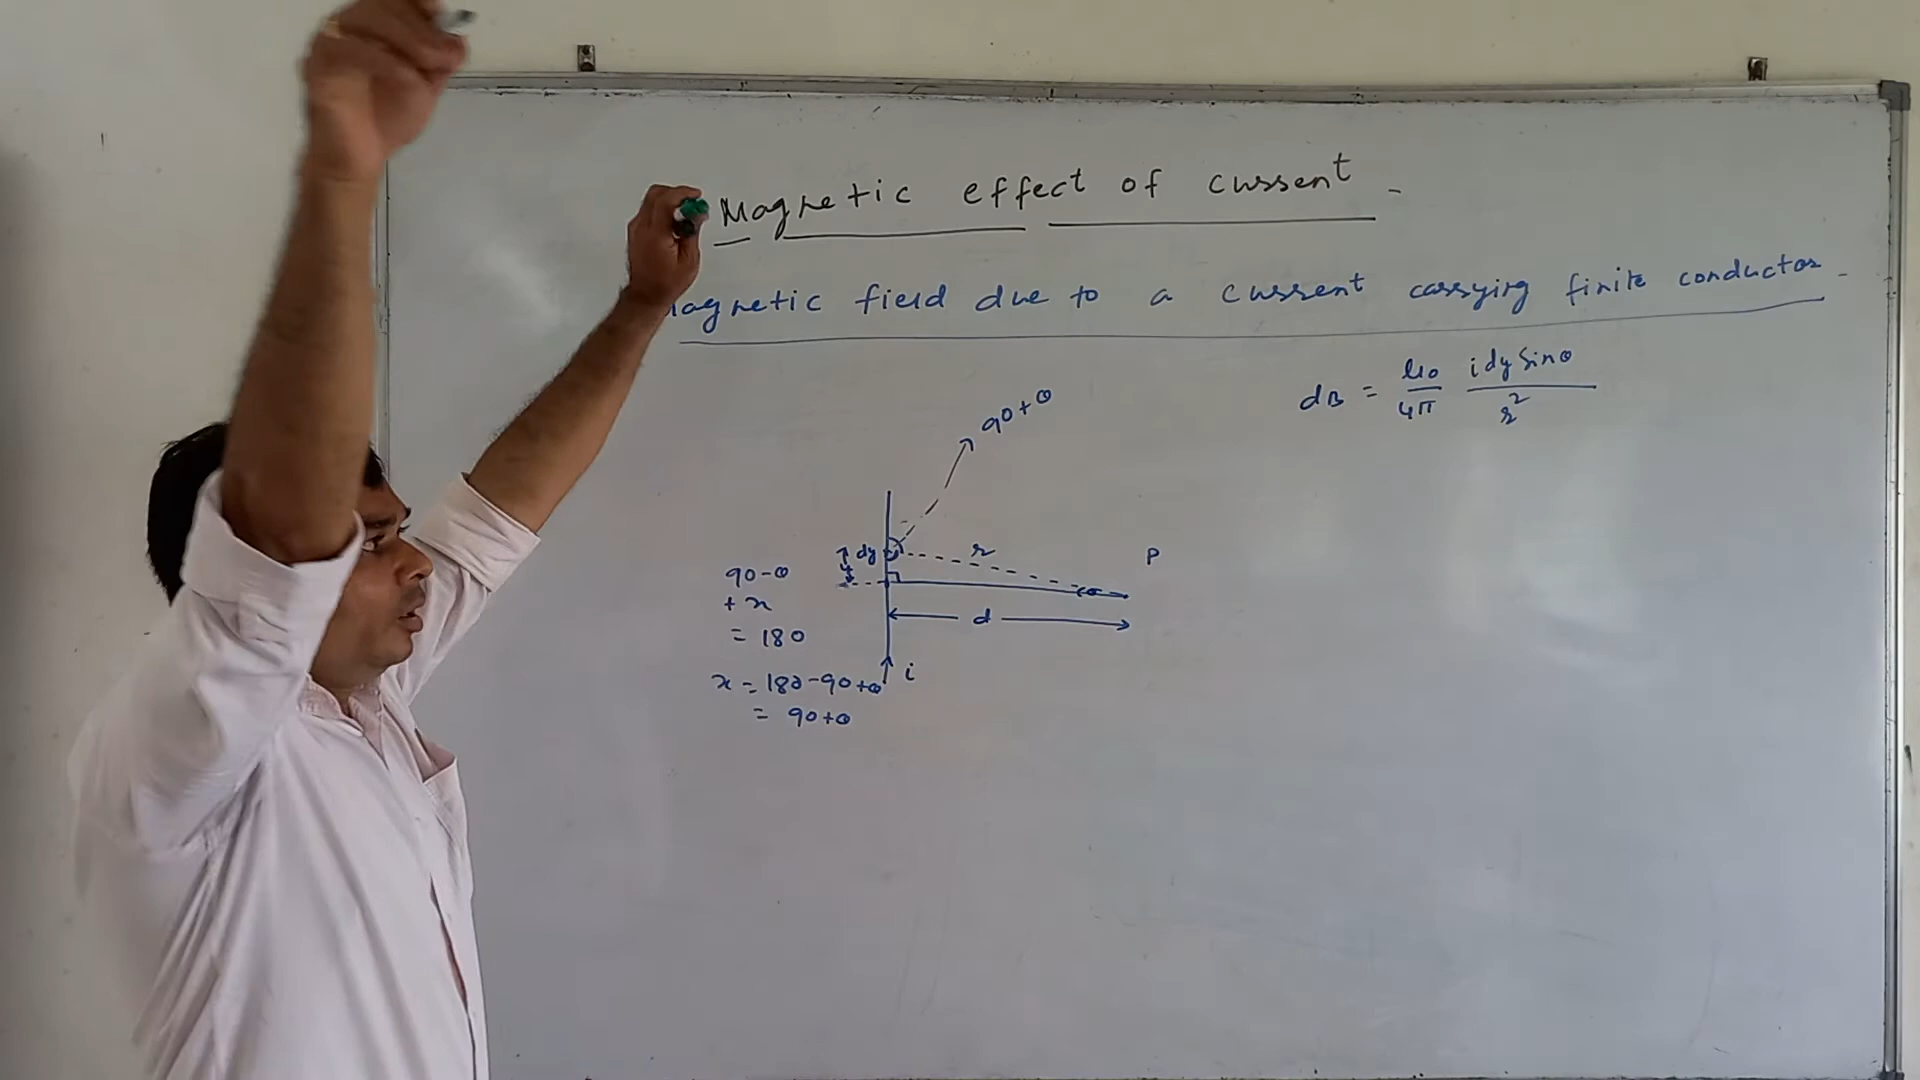 Magnetic effect of current
agnetic field due to a current carrying finite conductor
dB = μ0/4π i dy Sinθ / r²
90+θ
dy
r
P
y
90-θ
+ x
= 180
d
i
x = 180-90+θ
= 90+θ